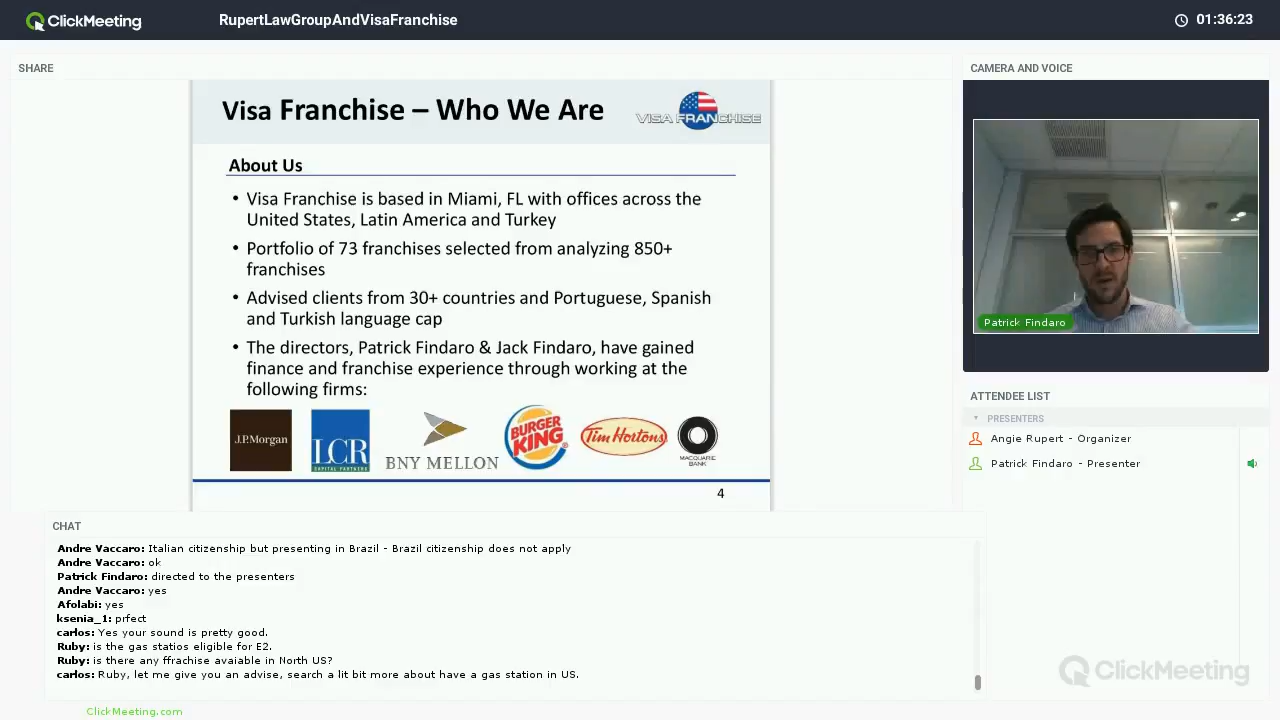 ClickMeeting
RupertLawGroupAndVisaFranchise
01:36:23
SHARE
Visa Franchise – Who We Are
VISA FRANCHISE
About Us
• Visa Franchise is based in Miami, FL with offices across the
United States, Latin America and Turkey
• Portfolio of 73 franchises selected from analyzing 850+
franchises
• Advised clients from 30+ countries and Portuguese, Spanish
and Turkish language cap
• The directors, Patrick Findaro & Jack Findaro, have gained
finance and franchise experience through working at the
following firms:
J.P.Morgan
LCR
CAPITAL PARTNERS
BNY MELLON
BURGER
KING
Tim Hortons
MACQUARIE
BANK
4
CAMERA AND VOICE
Patrick Findaro
ATTENDEE LIST
PRESENTERS
Angie Rupert - Organizer
Patrick Findaro - Presenter
CHAT
Andre Vaccaro: Italian citizenship but presenting in Brazil - Brazil citizenship does not apply
Andre Vaccaro: ok
Patrick Findaro: directed to the presenters
Andre Vaccaro: yes
Afolabi: yes
ksenia_1: prfect
carlos: Yes your sound is pretty good.
Ruby: is the gas statios eligible for E2.
Ruby: is there any ffrachise avaiable in North US?
carlos: Ruby, let me give you an advise, search a lit bit more about have a gas station in US.
ClickMeeting
ClickMeeting.com